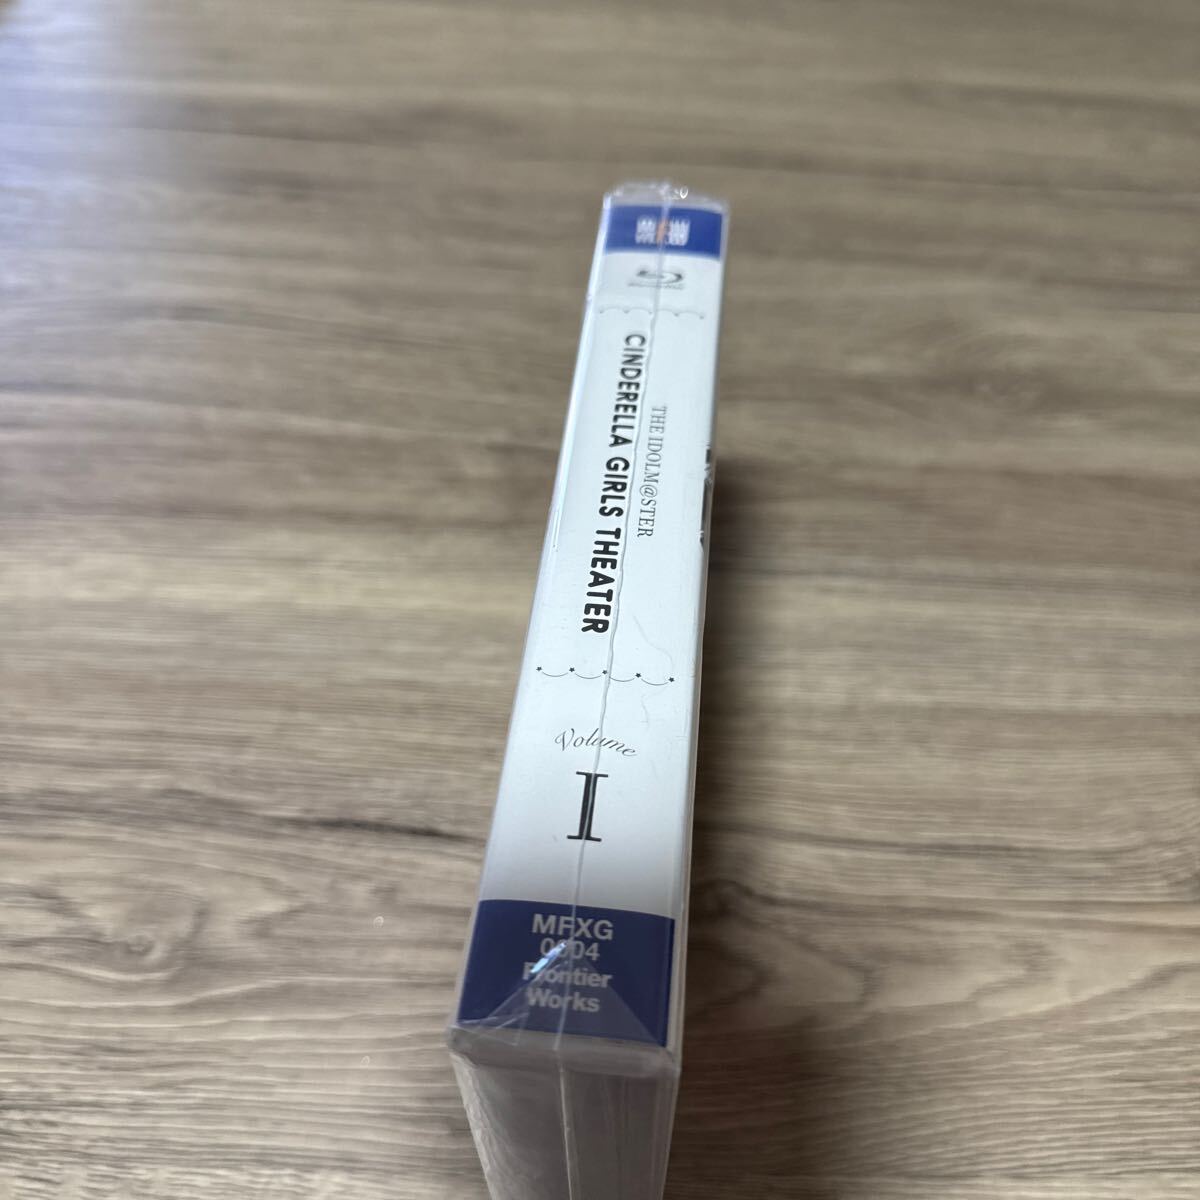 THE IDOLM@STER
CINDERELLA GIRLS THEATER
Volume
I
MFXG
0004
Frontier
Works